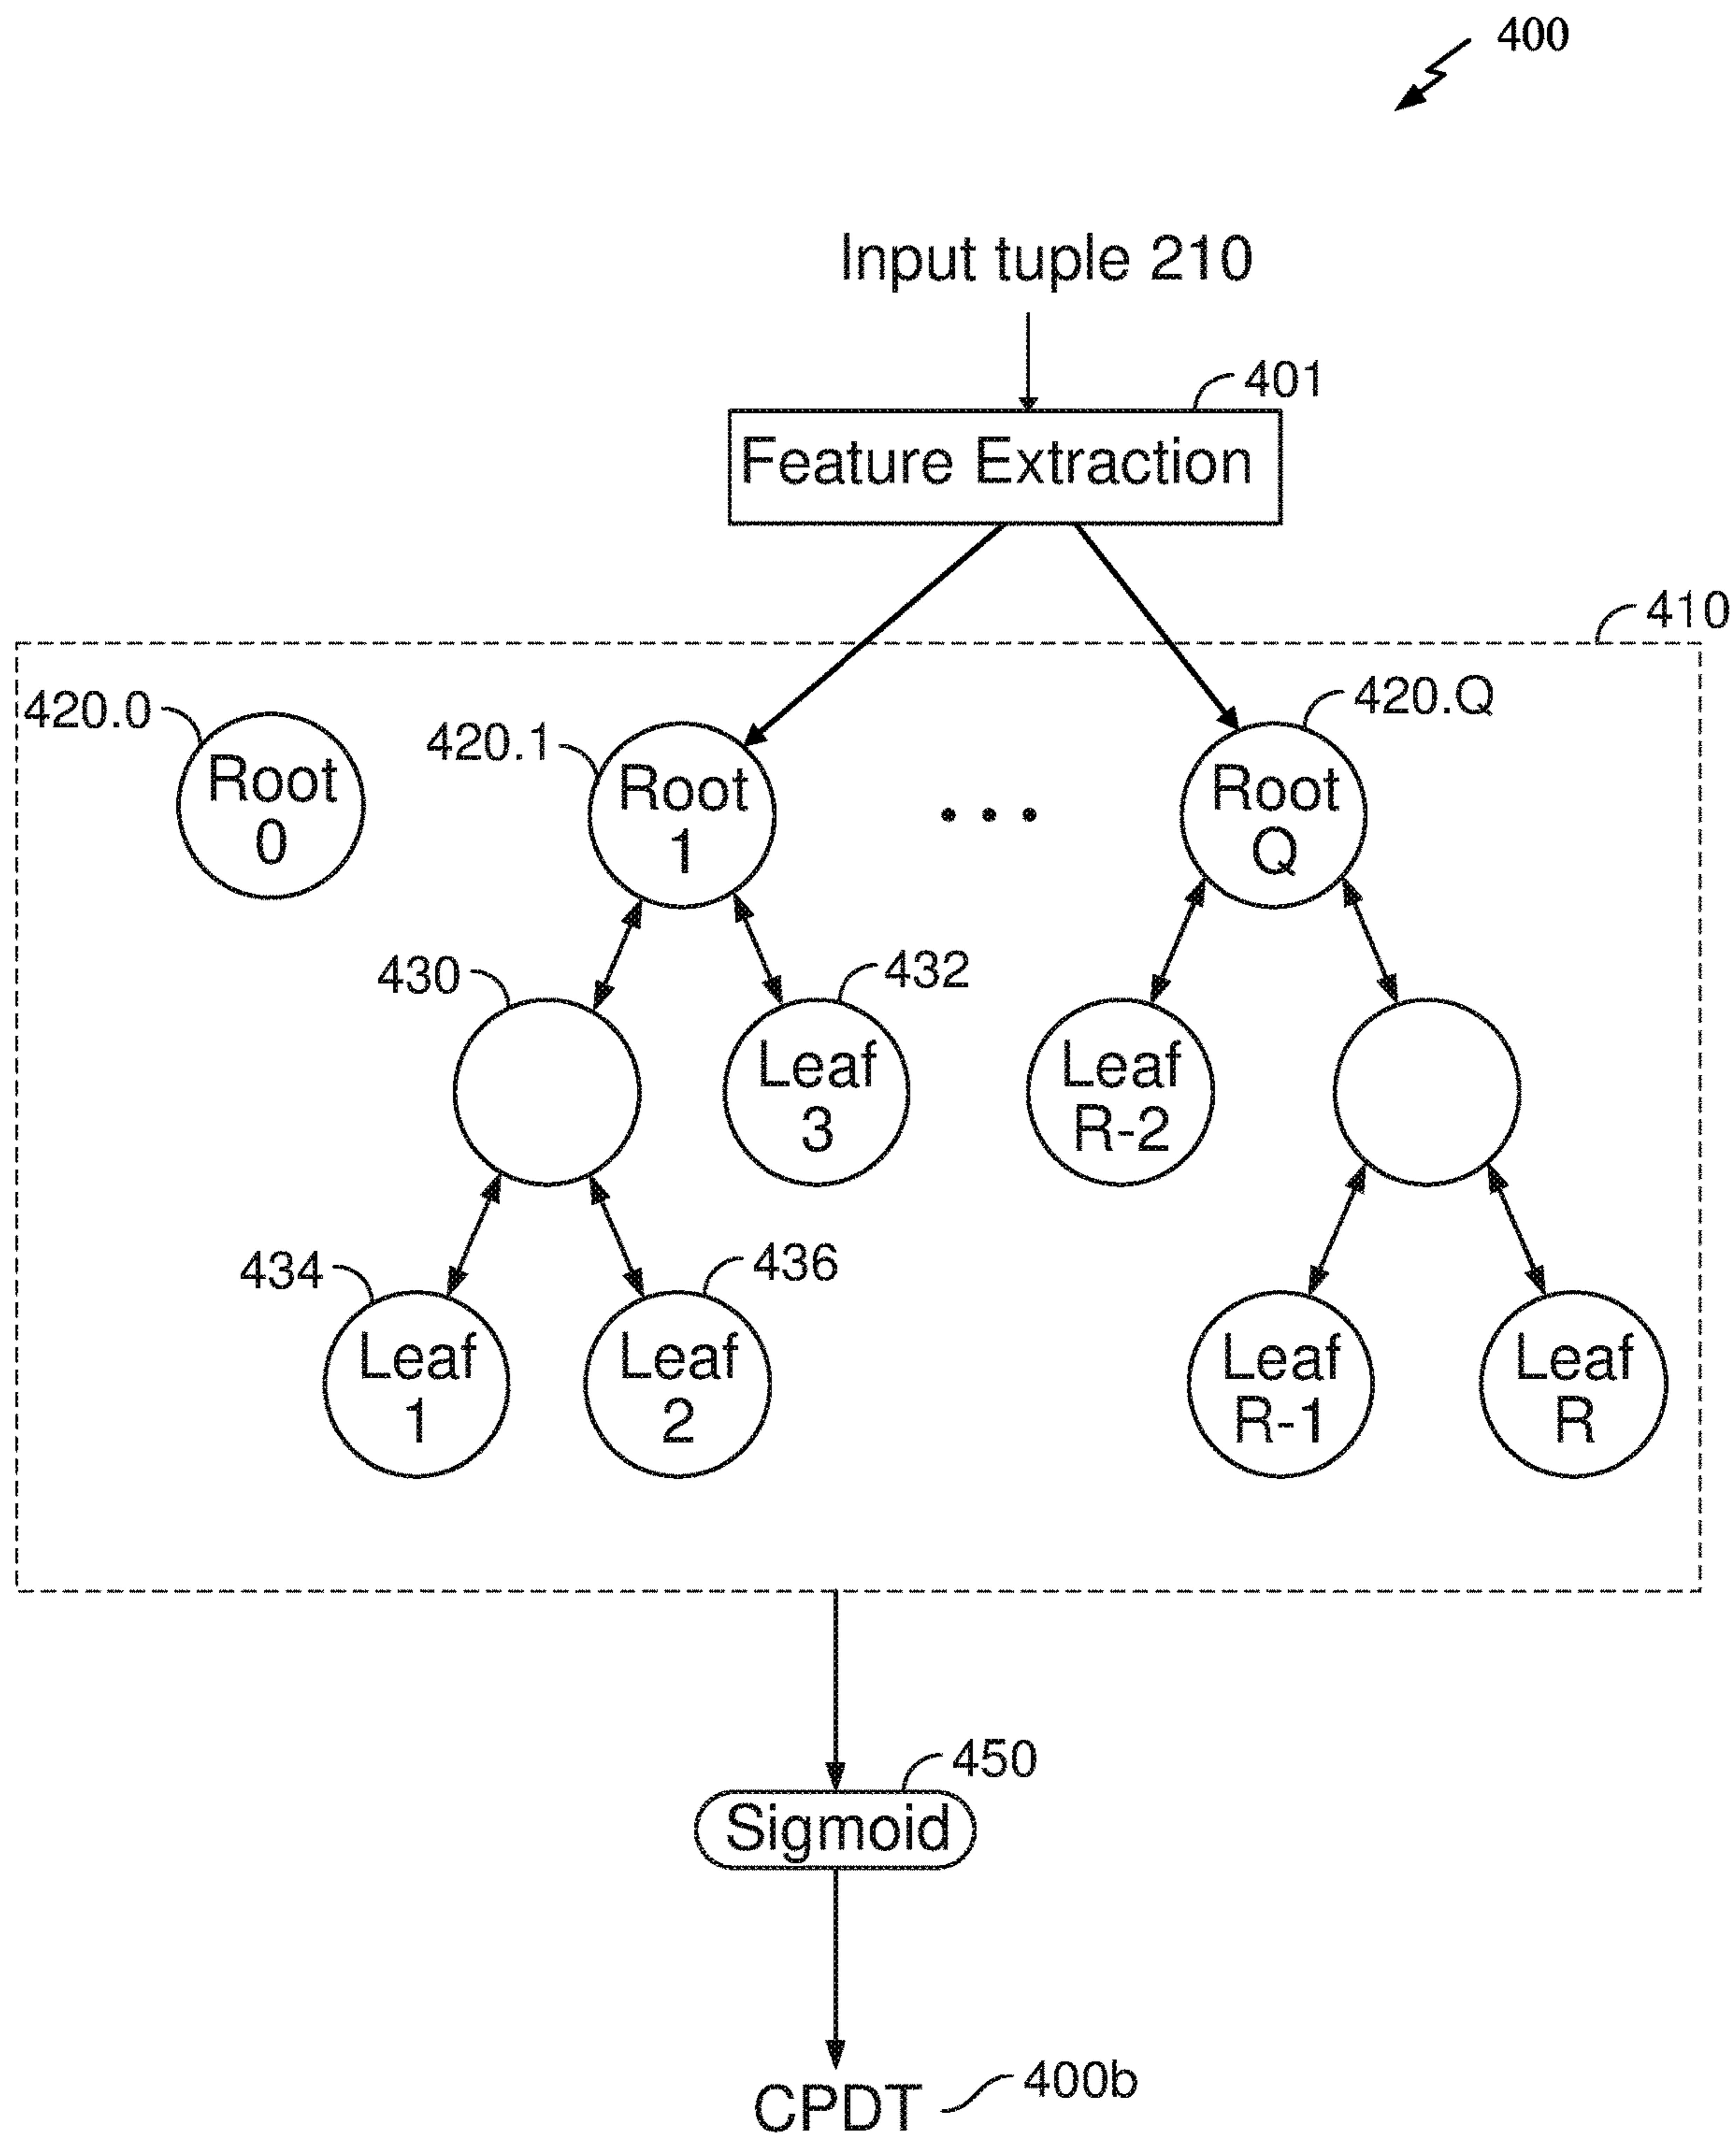 400
Input tuple 210
401
Feature Extraction
410
420.0
420.1
420.Q
Root
0
Root
1
. . .
Root
Q
430
432
Leaf
3
Leaf
R-2
434
436
Leaf
1
Leaf
2
Leaf
R-1
Leaf
R
450
Sigmoid
CPDT
400b